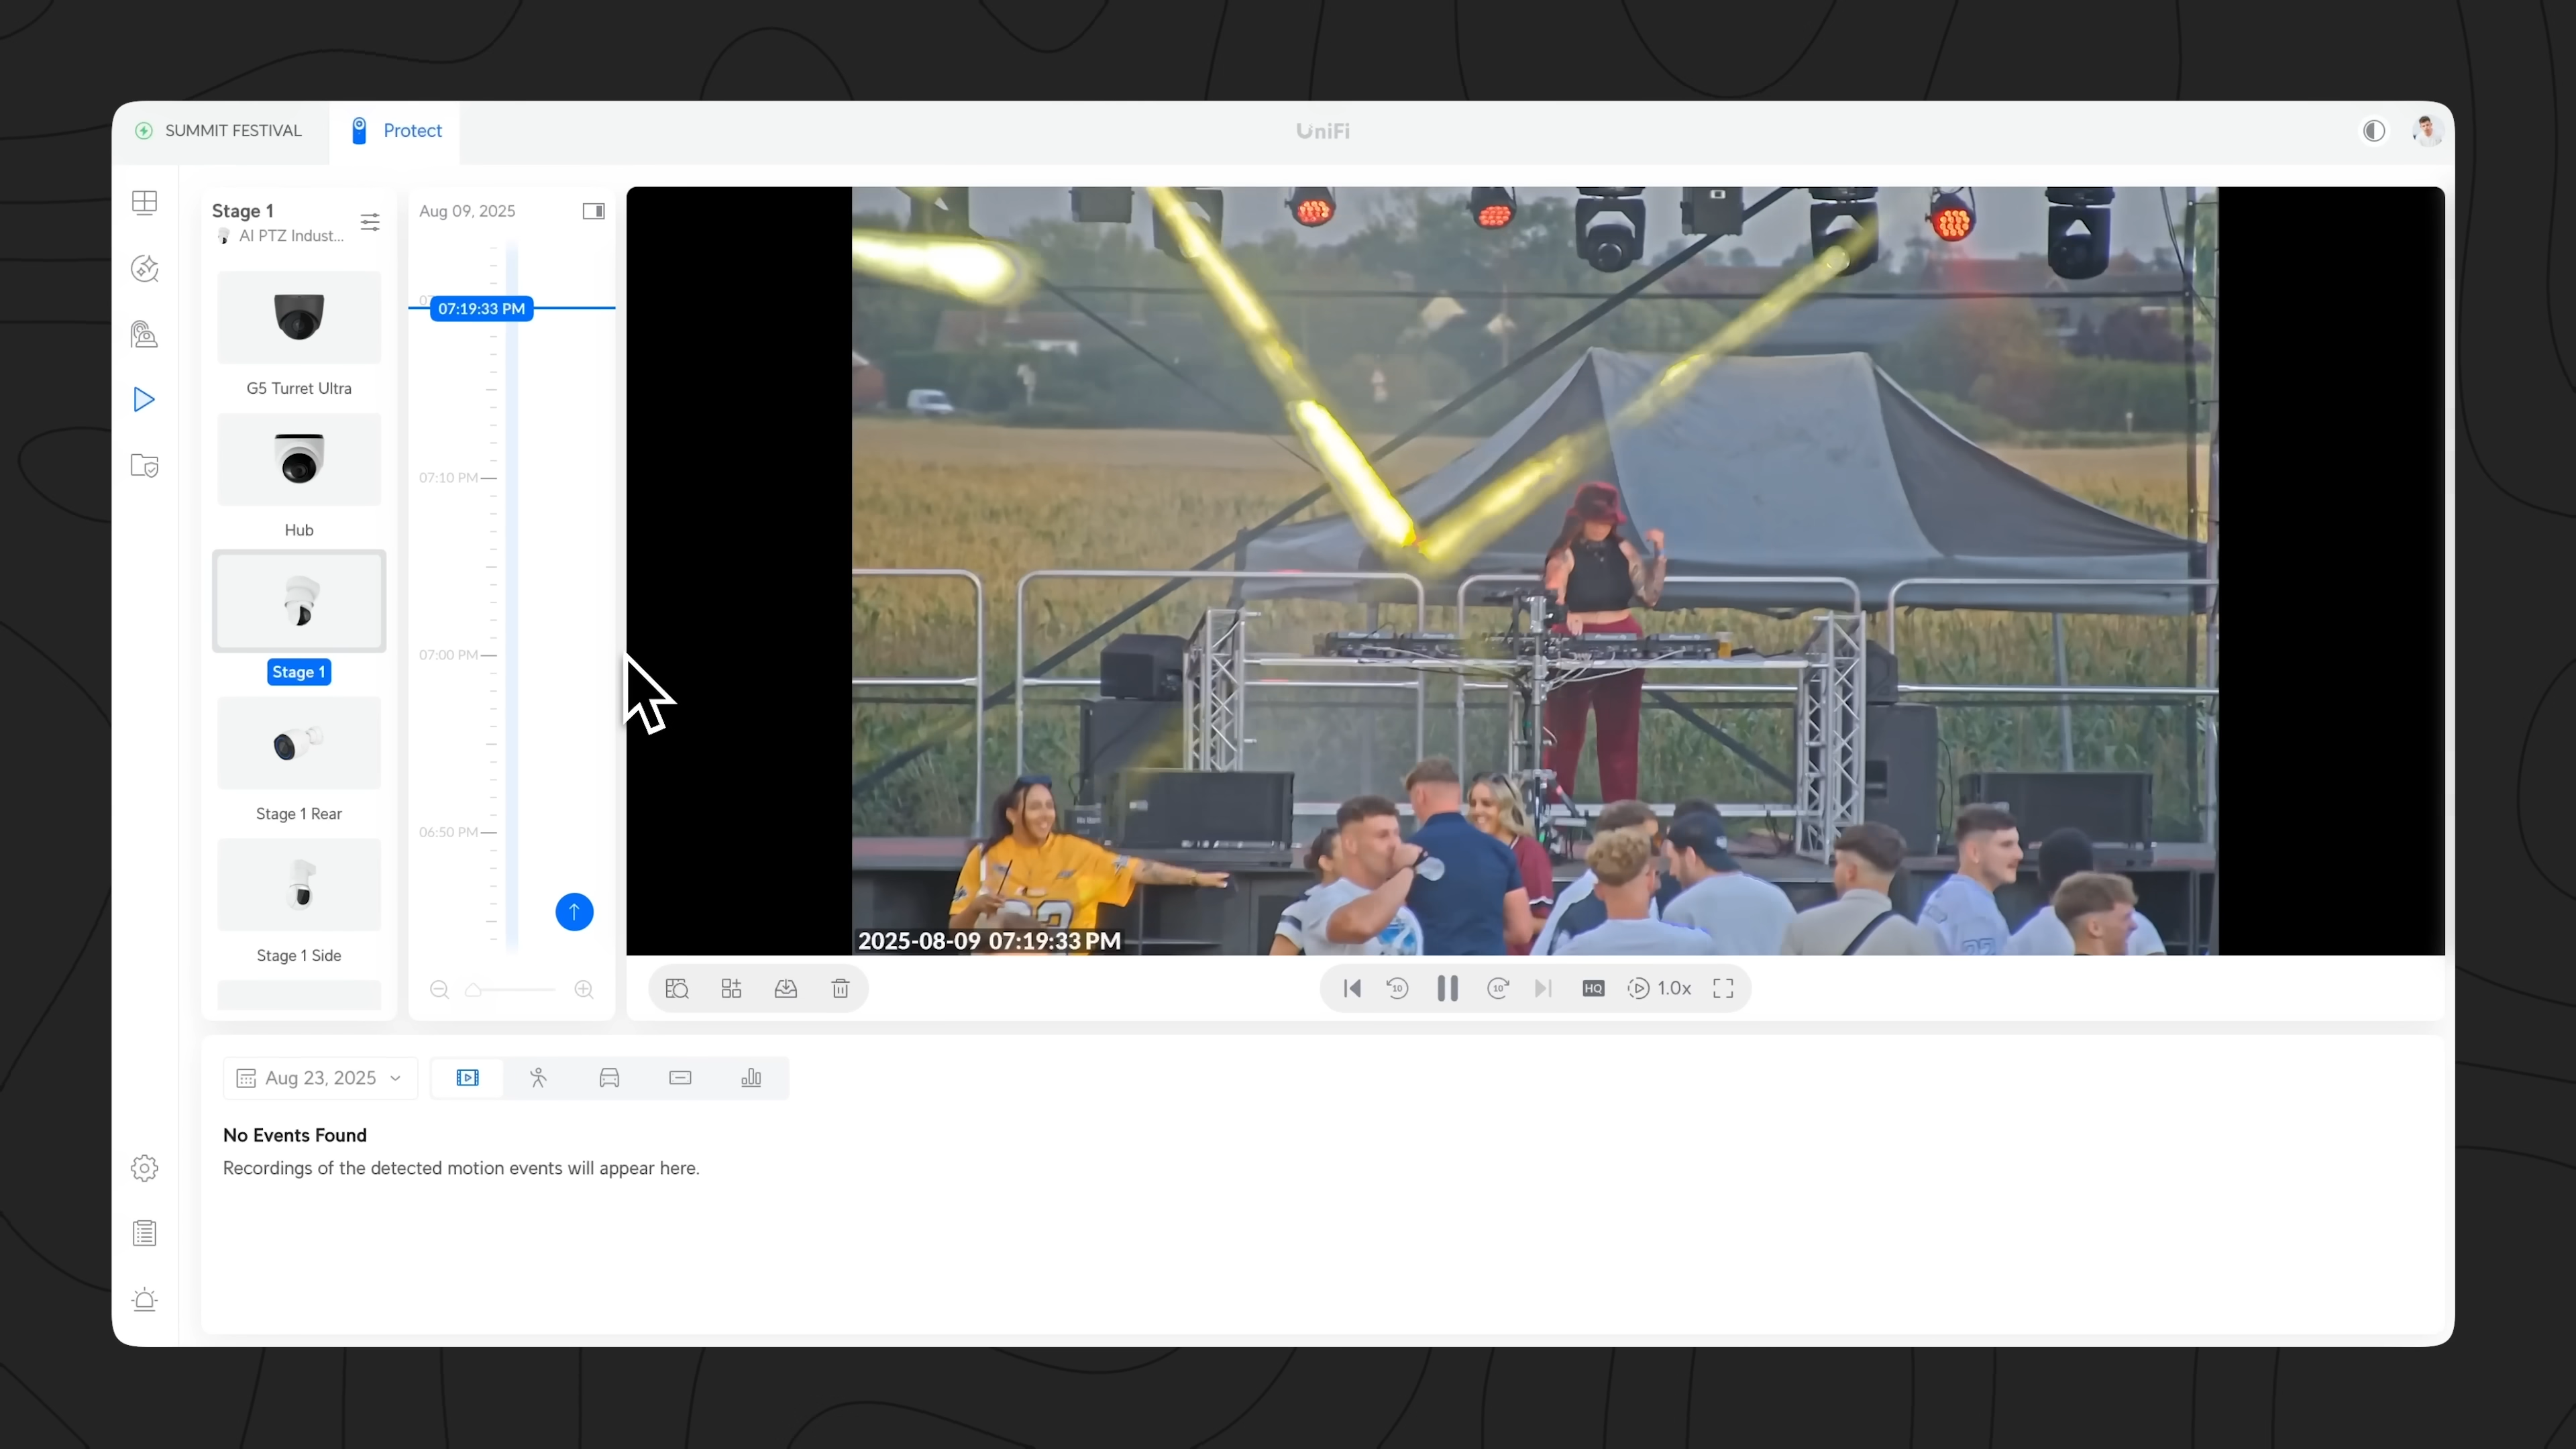 SUMMIT FESTIVAL
Protect
UniFi
Stage 1
AI PTZ Indust...
G5 Turret Ultra
Hub
Stage 1
Stage 1 Rear
Stage 1 Side
Aug 09, 2025
07:19:33 PM
07:10 PM
07:00 PM
06:50 PM
2025-08-09 07:19:33 PM
10
10
HQ
1.0x
Aug 23, 2025
No Events Found
Recordings of the detected motion events will appear here.